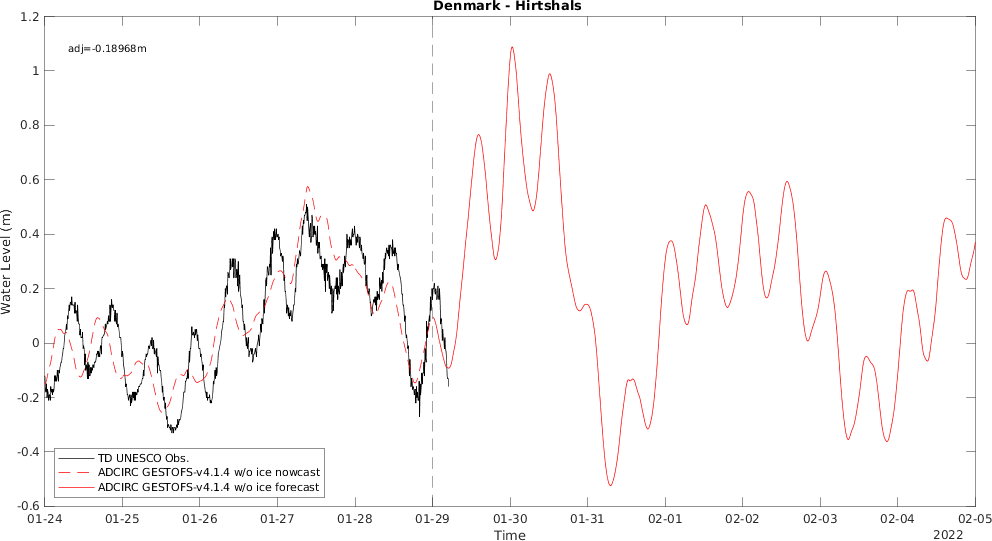 Denmark - Hirtshals
adj=-0.18968m
1.2
1
0.8
0.6
0.4
0.2
0
-0.2
-0.4
-0.6
Water Level (m)
TD UNESCO Obs.
ADCIRC GESTOFS-v4.1.4 w/o ice nowcast
ADCIRC GESTOFS-v4.1.4 w/o ice forecast
01-24 01-25 01-26 01-27 01-28 01-29 01-30 01-31 02-01 02-02 02-03 02-04 02-05
Time
2022